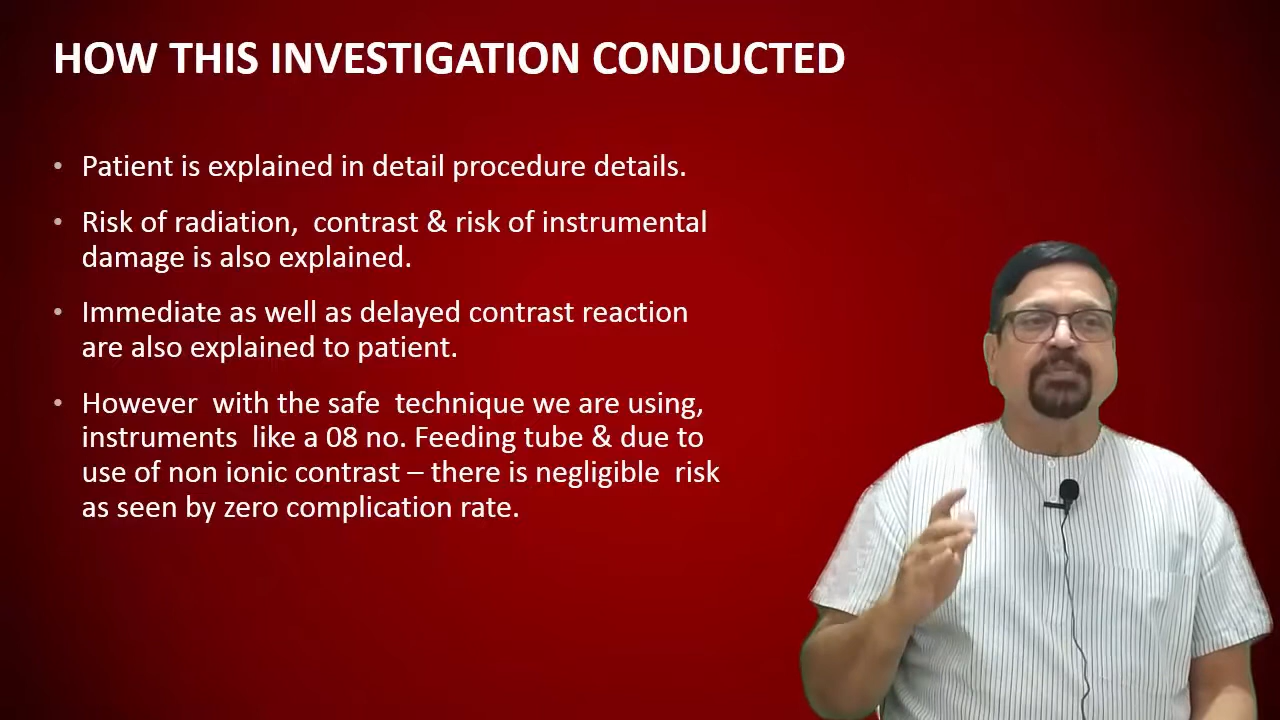 HOW THIS INVESTIGATION CONDUCTED
• Patient is explained in detail procedure details.
• Risk of radiation, contrast & risk of instrumental
damage is also explained.
• Immediate as well as delayed contrast reaction
are also explained to patient.
• However with the safe technique we are using,
instruments like a 08 no. Feeding tube & due to
use of non ionic contrast – there is negligible risk
as seen by zero complication rate.